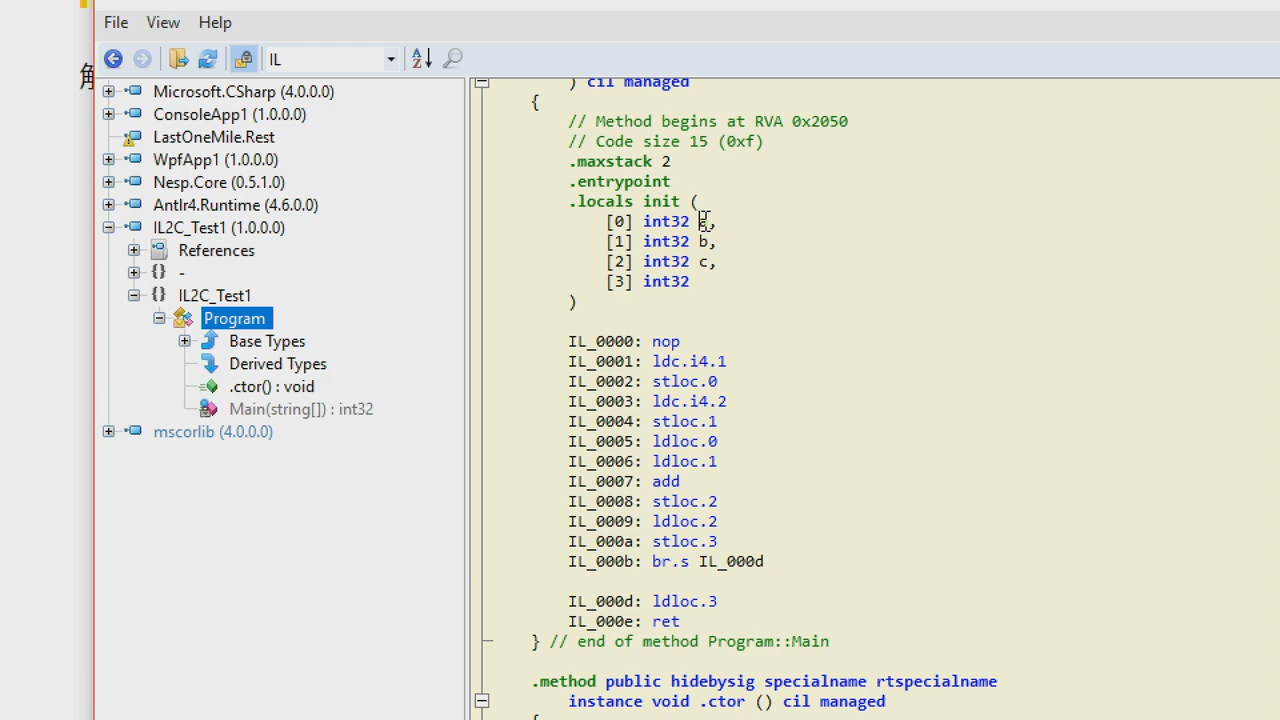 File View Help
IL
Microsoft.CSharp (4.0.0.0)
ConsoleApp1 (1.0.0.0)
LastOneMile.Rest
WpfApp1 (1.0.0.0)
Nesp.Core (0.5.1.0)
Antlr4.Runtime (4.6.0.0)
IL2C_Test1 (1.0.0.0)
References
{} -
{} IL2C_Test1
Program
Base Types
Derived Types
.ctor() : void
Main(string[]) : int32
mscorlib (4.0.0.0)
) cil managed
{
// Method begins at RVA 0x2050
// Code size 15 (0xf)
.maxstack 2
.entrypoint
.locals init (
[0] int32 ,
[1] int32 b,
[2] int32 c,
[3] int32
)
IL_0000: nop
IL_0001: ldc.i4.1
IL_0002: stloc.0
IL_0003: ldc.i4.2
IL_0004: stloc.1
IL_0005: ldloc.0
IL_0006: ldloc.1
IL_0007: add
IL_0008: stloc.2
IL_0009: ldloc.2
IL_000a: stloc.3
IL_000b: br.s IL_000d
IL_000d: ldloc.3
IL_000e: ret
} // end of method Program::Main
.method public hidebysig specialname rtspecialname
instance void .ctor () cil managed